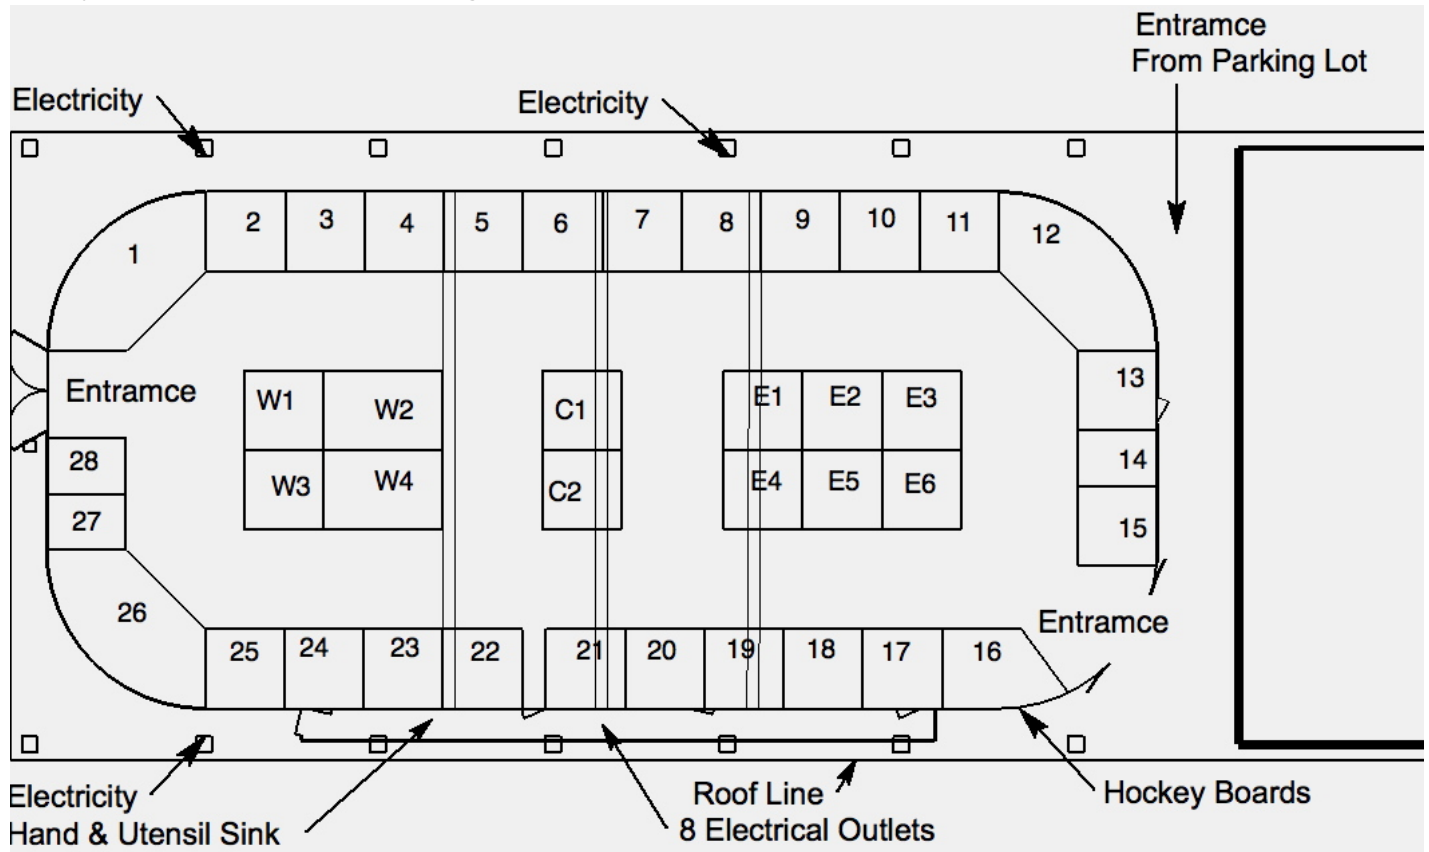 Entramce
From Parking Lot
Electricity
Electricity
1
2
3
4
5
6
7
8
9
10
11
12
13
Entramce
W1
W2
C1
E1
E2
E3
28
W3
W4
C2
E4
E5
E6
14
27
15
26
Entramce
25
24
23
22
21
20
19
18
17
16
Electricity
Hand & Utensil Sink
Roof Line
8 Electrical Outlets
Hockey Boards